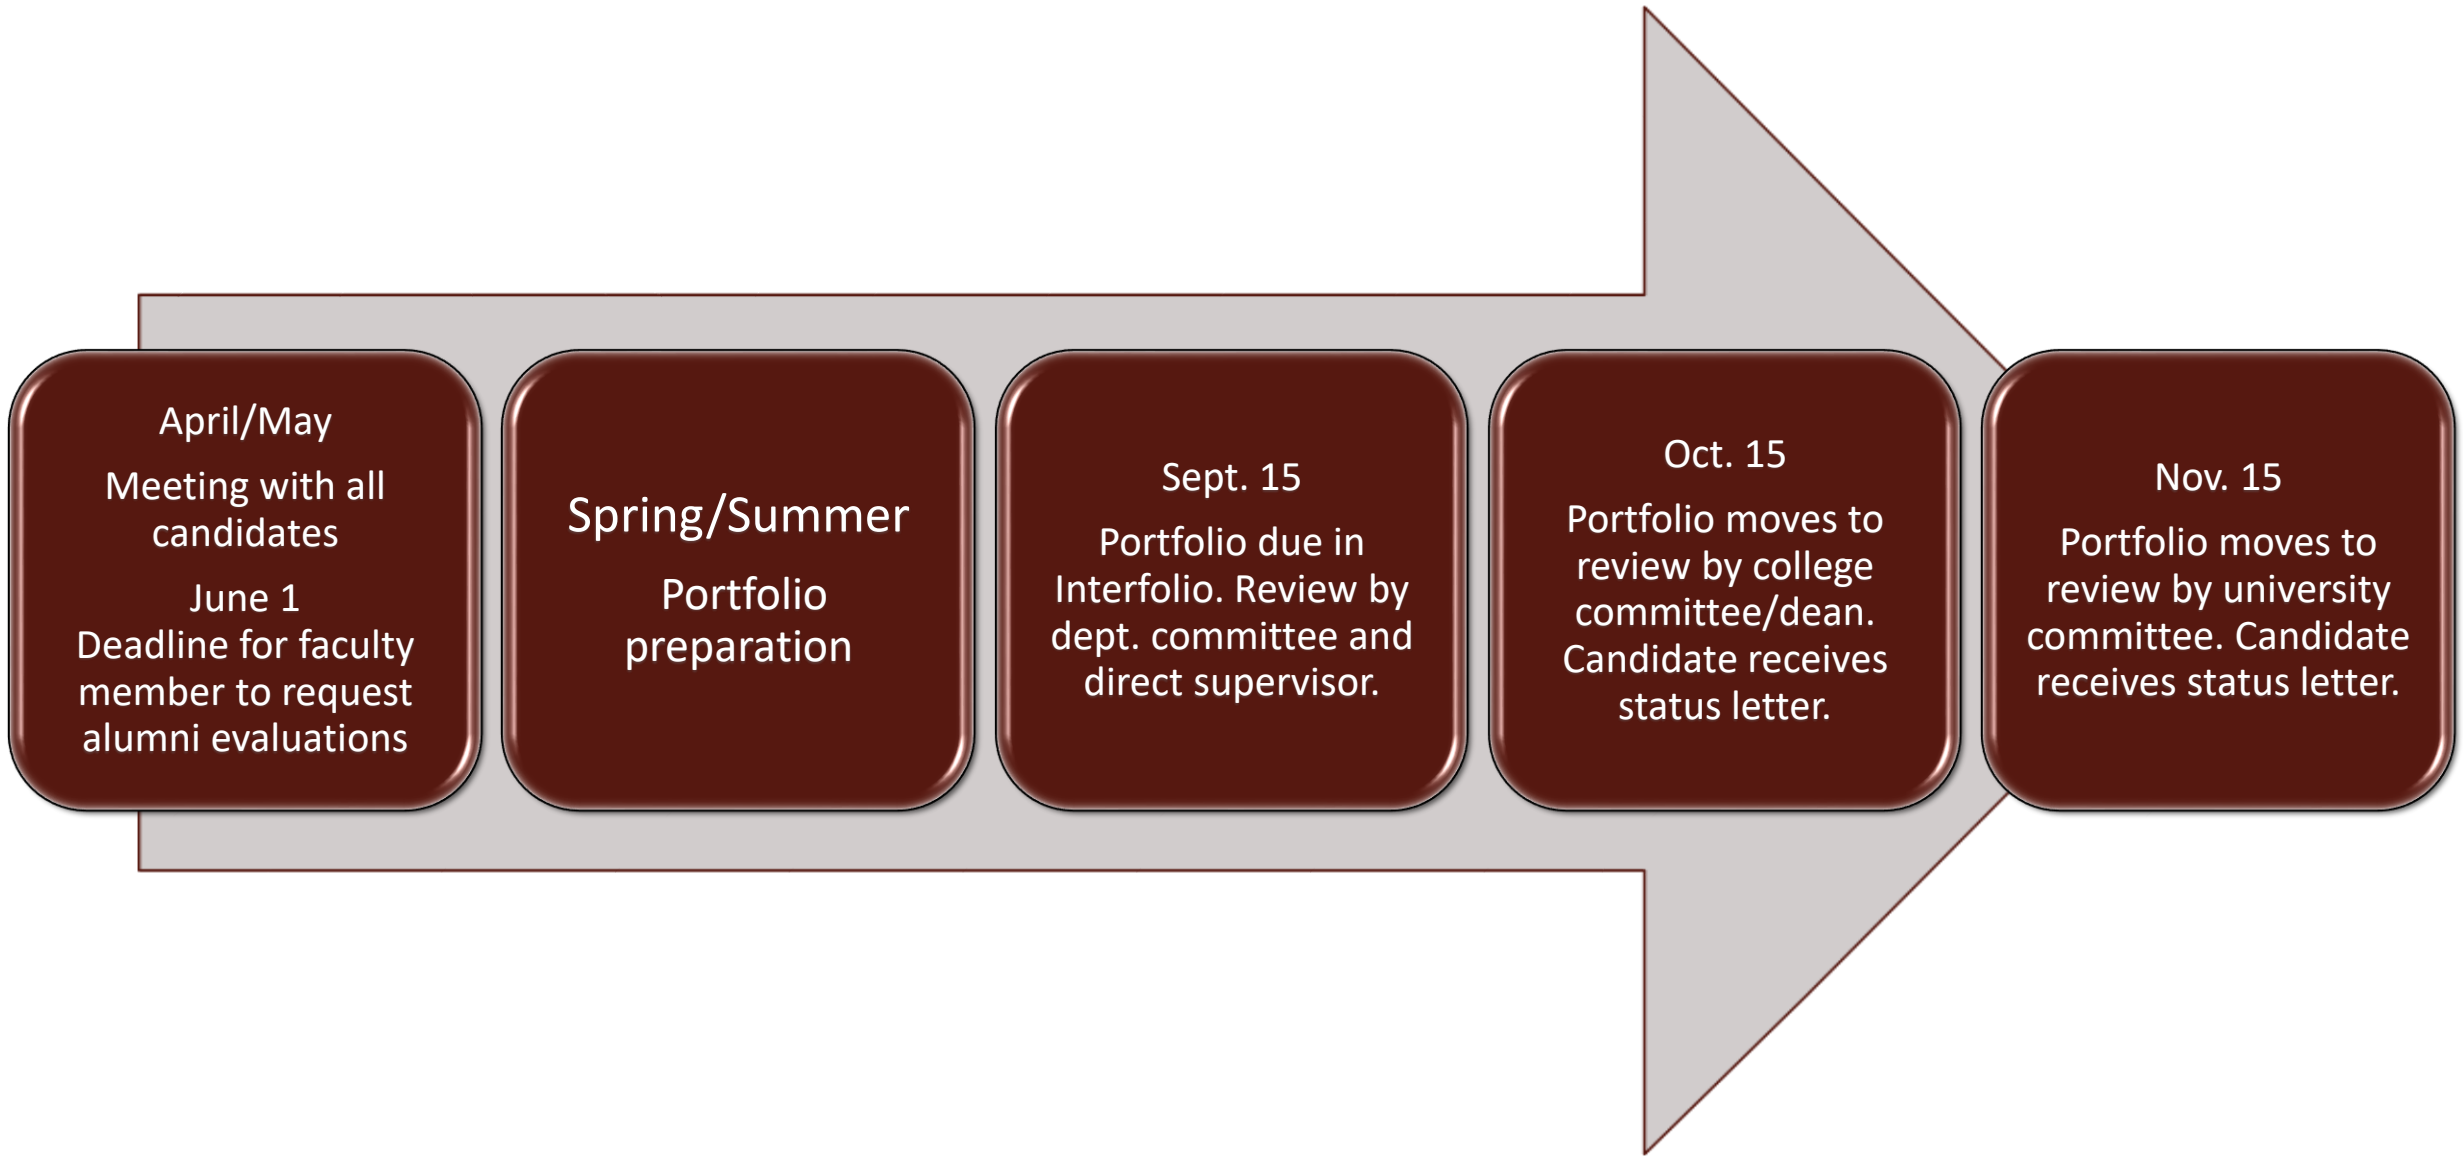 April/May
Meeting with all
candidates
June 1
Deadline for faculty
member to request
alumni evaluations
Spring/Summer
Portfolio
preparation
Sept. 15
Portfolio due in
Interfolio. Review by
dept. committee and
direct supervisor.
Oct. 15
Portfolio moves to
review by college
committee/dean.
Candidate receives
status letter.
Nov. 15
Portfolio moves to
review by university
committee. Candidate
receives status letter.